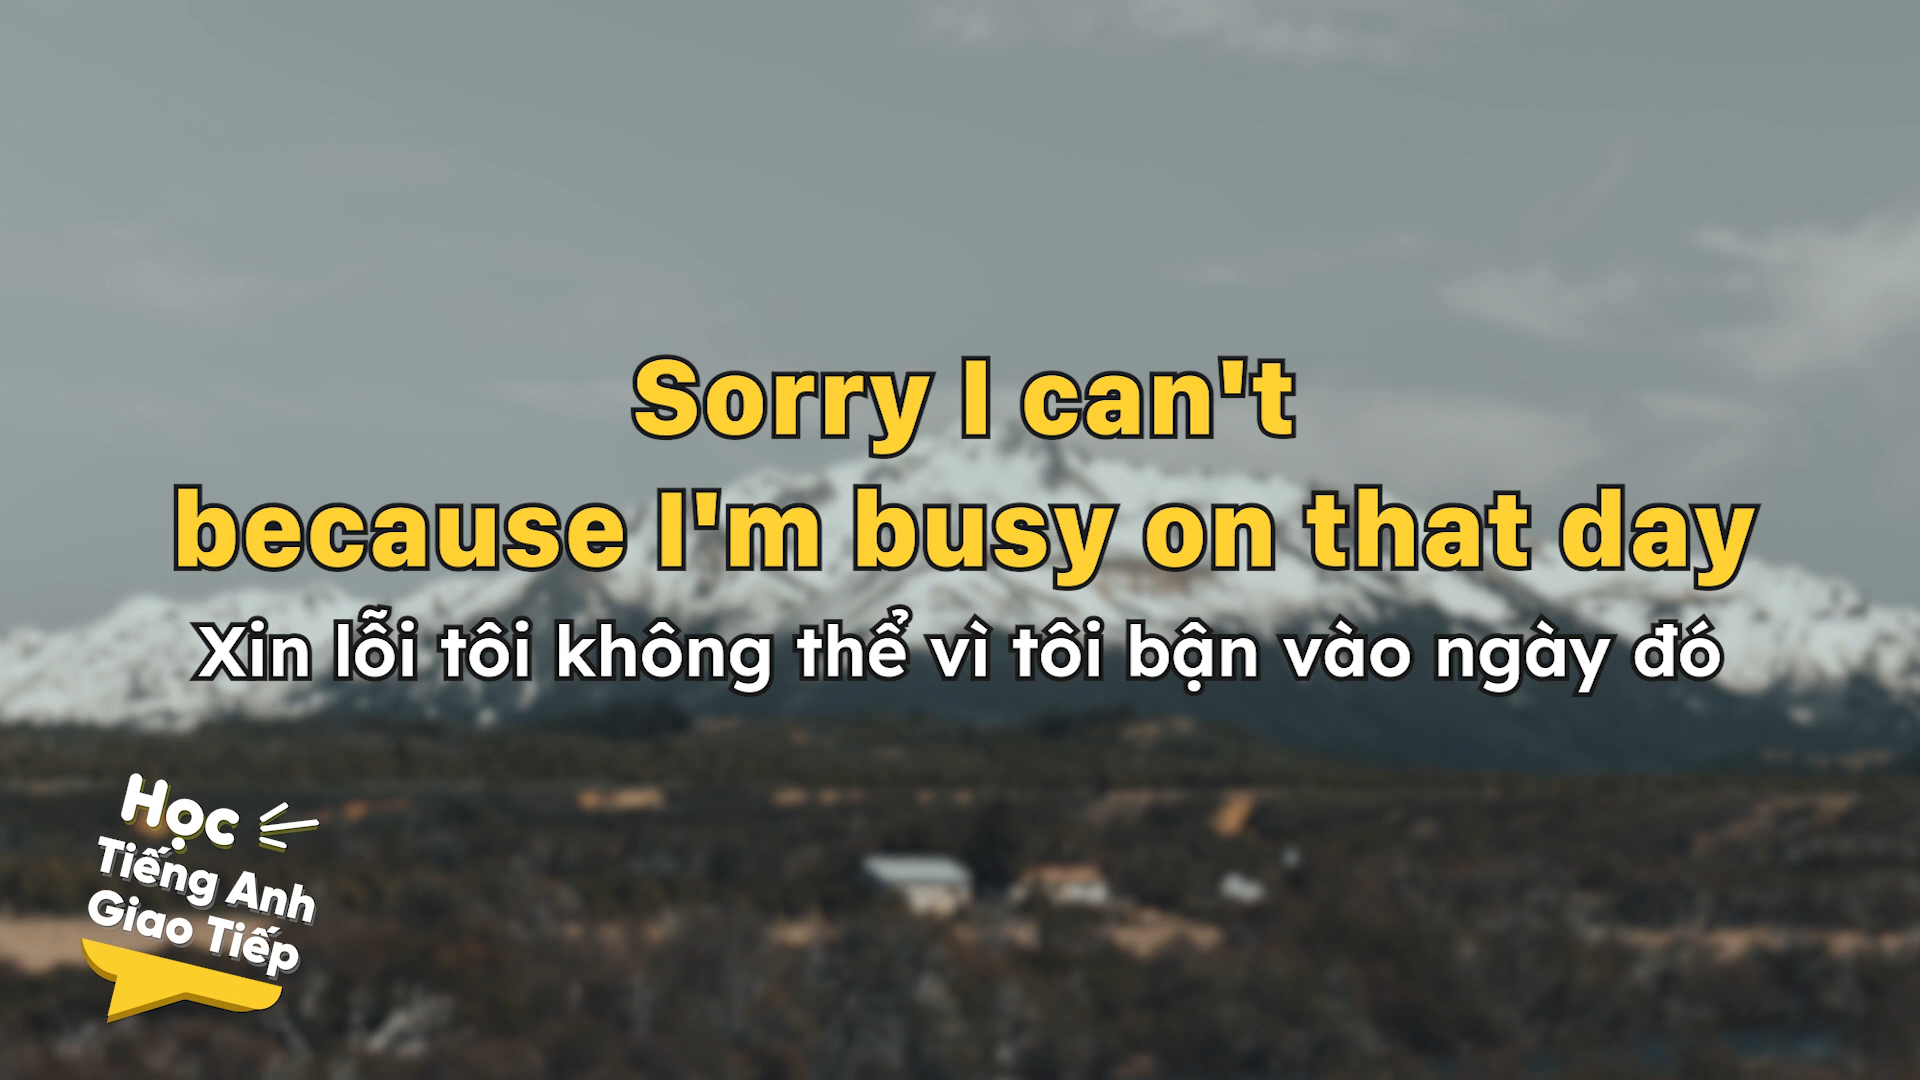 Sorry I can't
because I'm busy on that day
Xin lỗi tôi không thể vì tôi bận vào ngày đó
Học
Tiếng Anh
Giao Tiếp